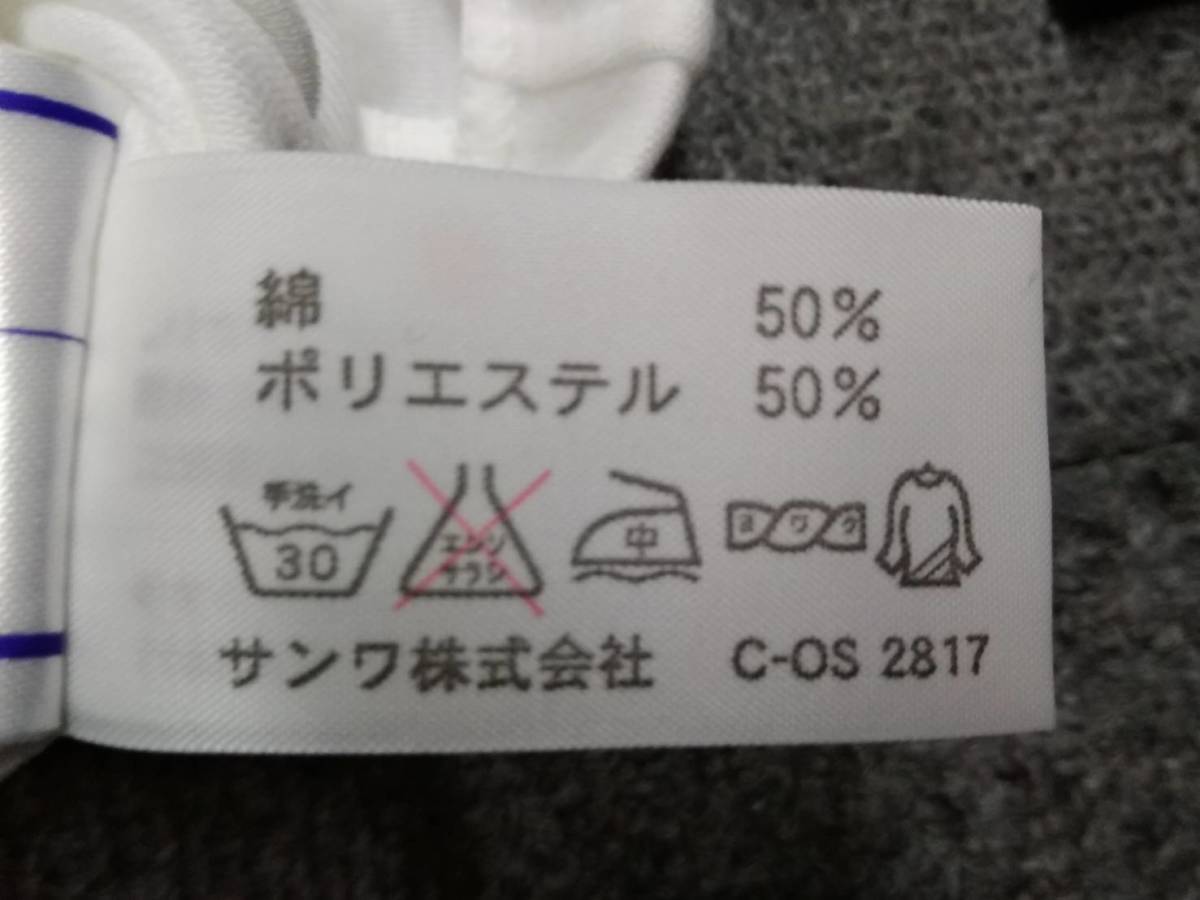 綿 50%
ポリエステル 50%
手洗イ
30
エンソ
サラシ
中
ヨワク
サンワ株式会社 C-OS 2817